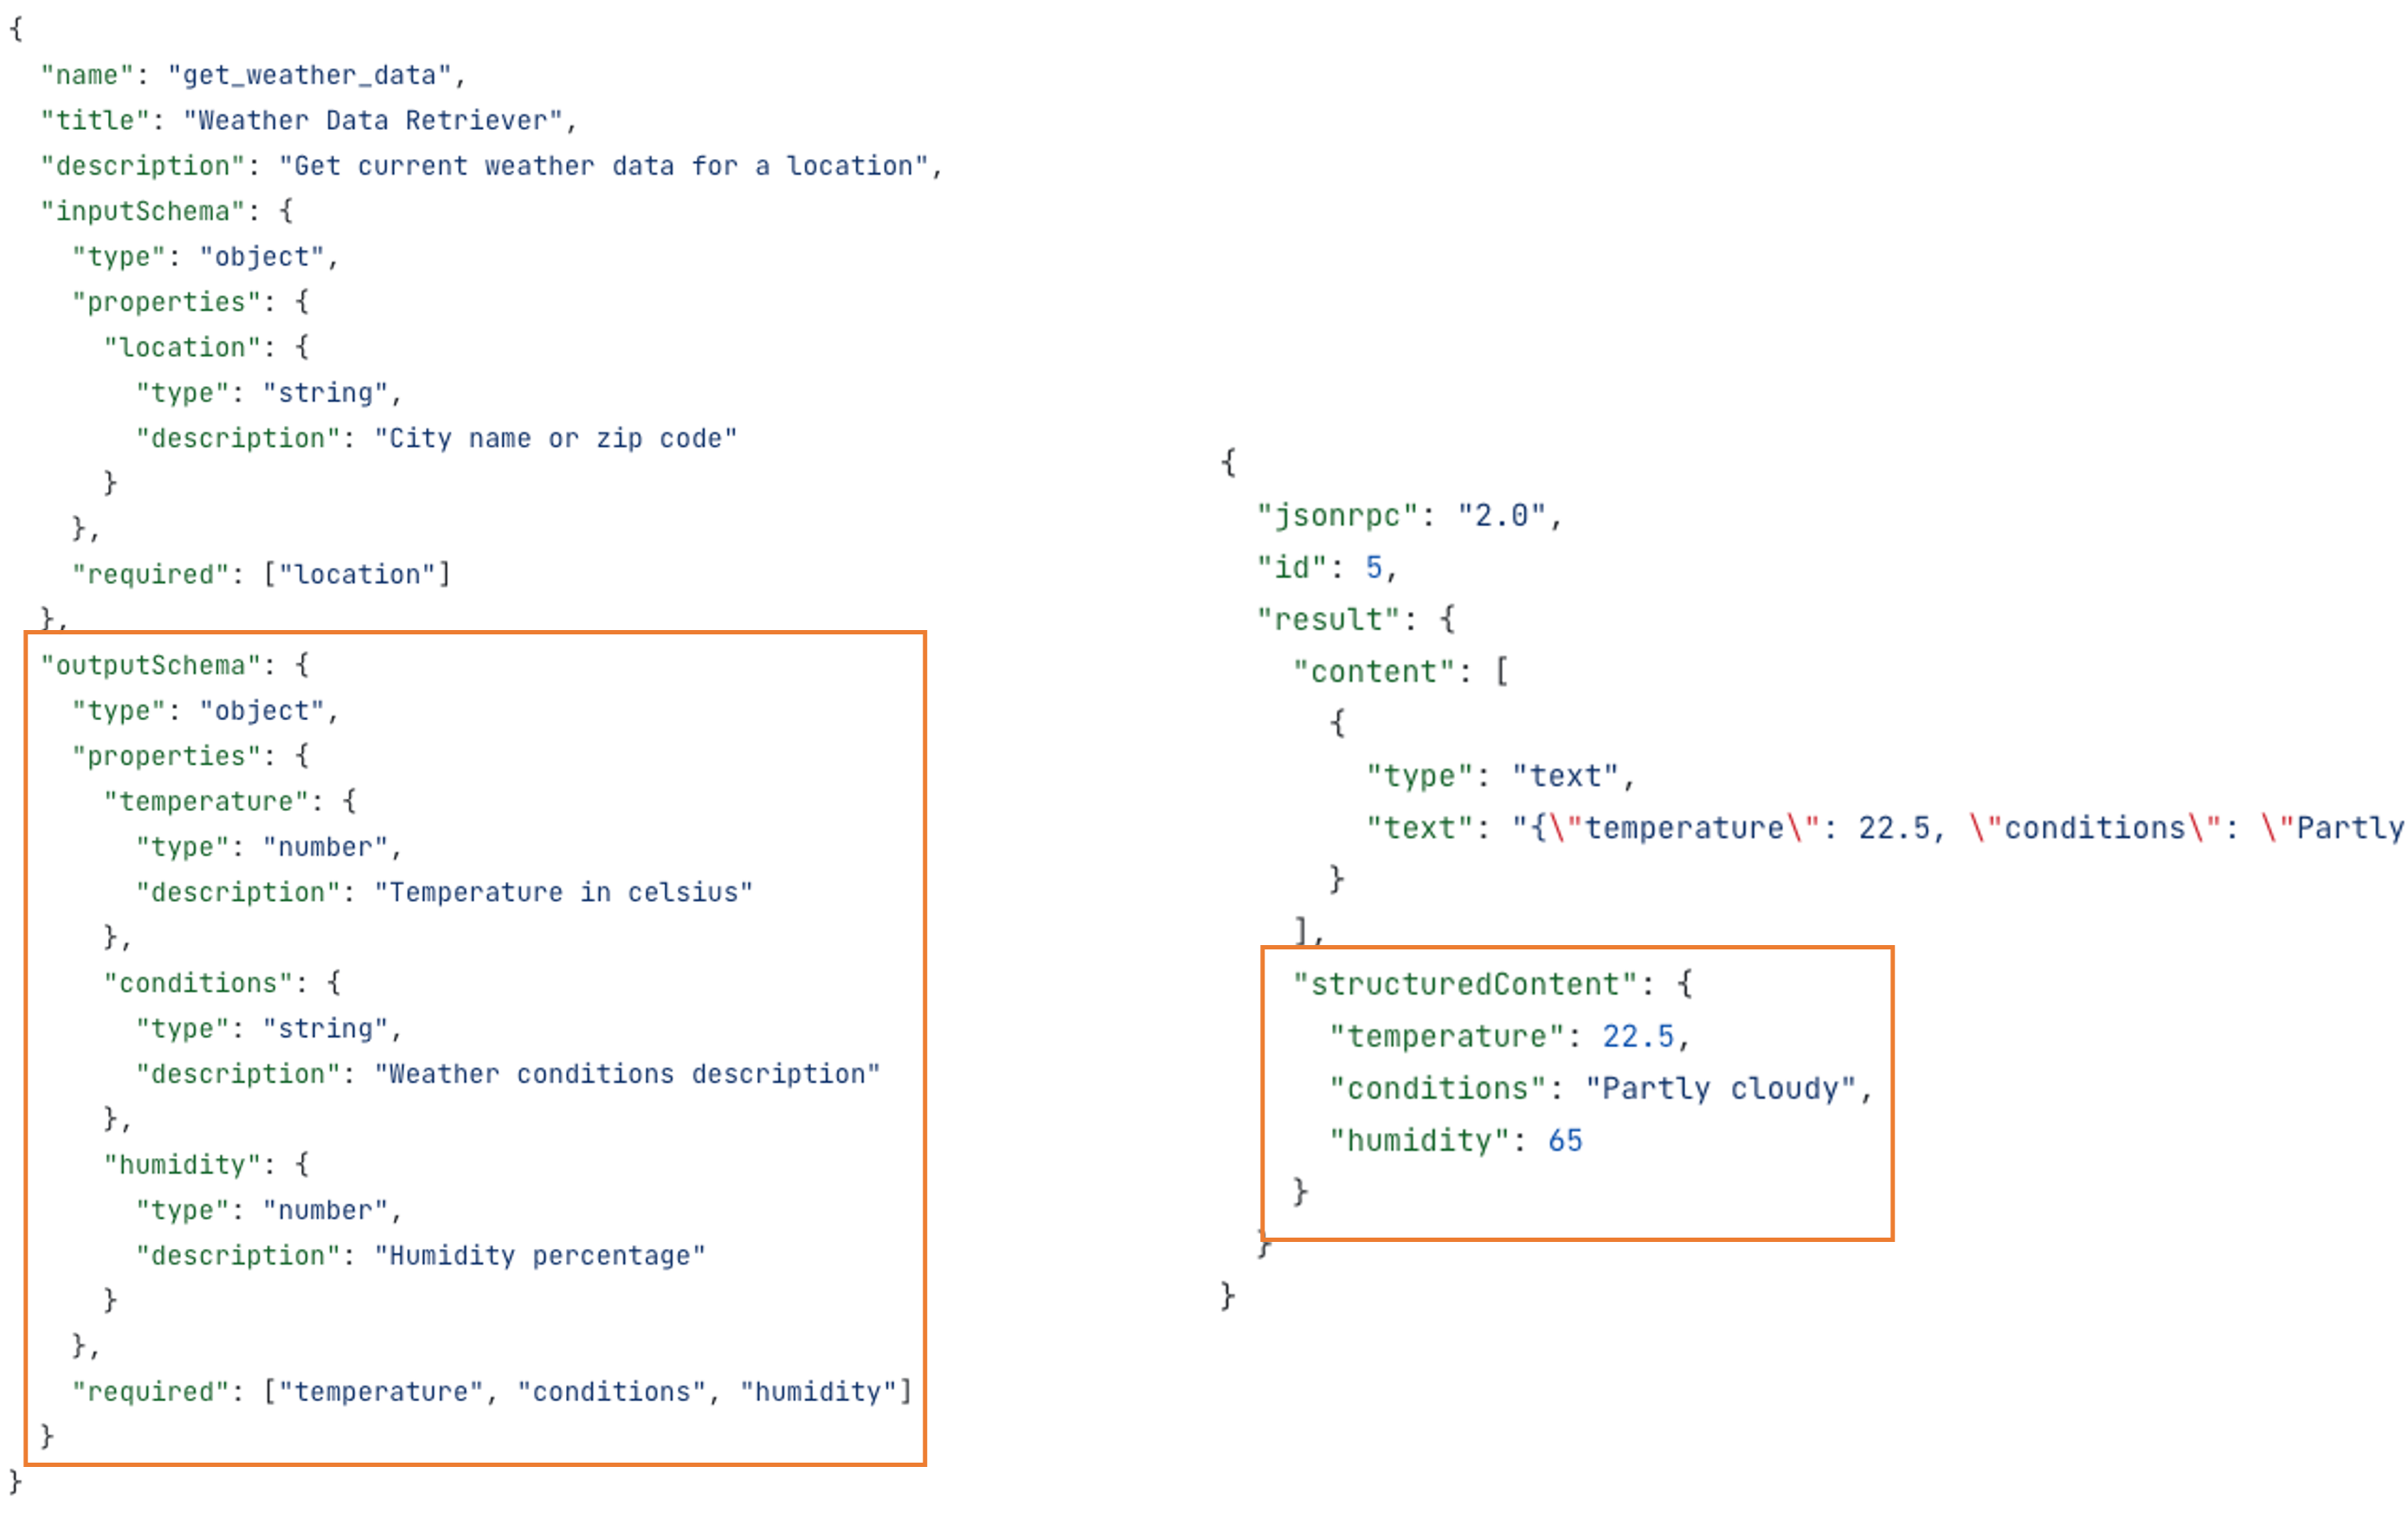 {
  "name": "get_weather_data",
  "title": "Weather Data Retriever",
  "description": "Get current weather data for a location",
  "inputSchema": {
    "type": "object",
    "properties": {
      "location": {
        "type": "string",
        "description": "City name or zip code"
      }
    },
    "required": ["location"]
  },
  "outputSchema": {
    "type": "object",
    "properties": {
      "temperature": {
        "type": "number",
        "description": "Temperature in celsius"
      },
      "conditions": {
        "type": "string",
        "description": "Weather conditions description"
      },
      "humidity": {
        "type": "number",
        "description": "Humidity percentage"
      }
    },
    "required": ["temperature", "conditions", "humidity"]
  }
}
{
  "jsonrpc": "2.0",
  "id": 5,
  "result": {
    "content": [
      {
        "type": "text",
        "text": "{\"temperature\": 22.5, \"conditions\": \"Partly
      }
    ],
    "structuredContent": {
      "temperature": 22.5,
      "conditions": "Partly cloudy",
      "humidity": 65
    }
  }
}